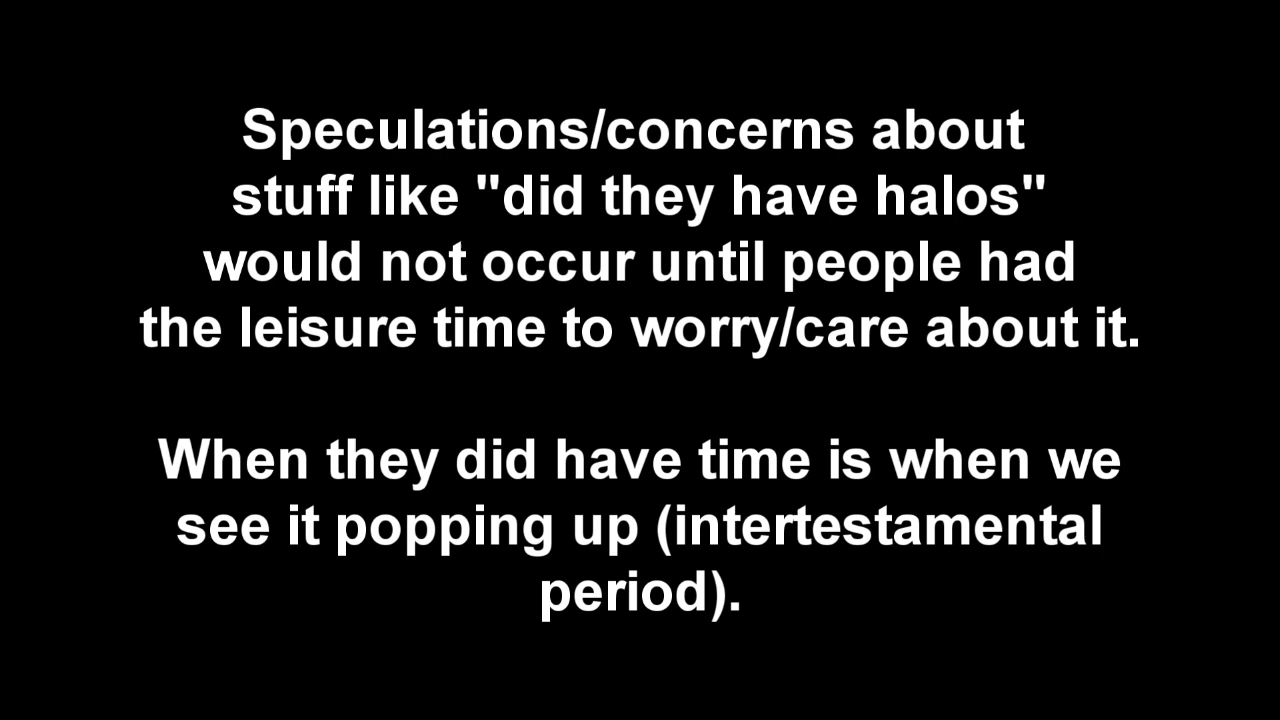 Speculations/concerns about
stuff like "did they have halos"
would not occur until people had
the leisure time to worry/care about it.
When they did have time is when we
see it popping up (intertestamental
period).